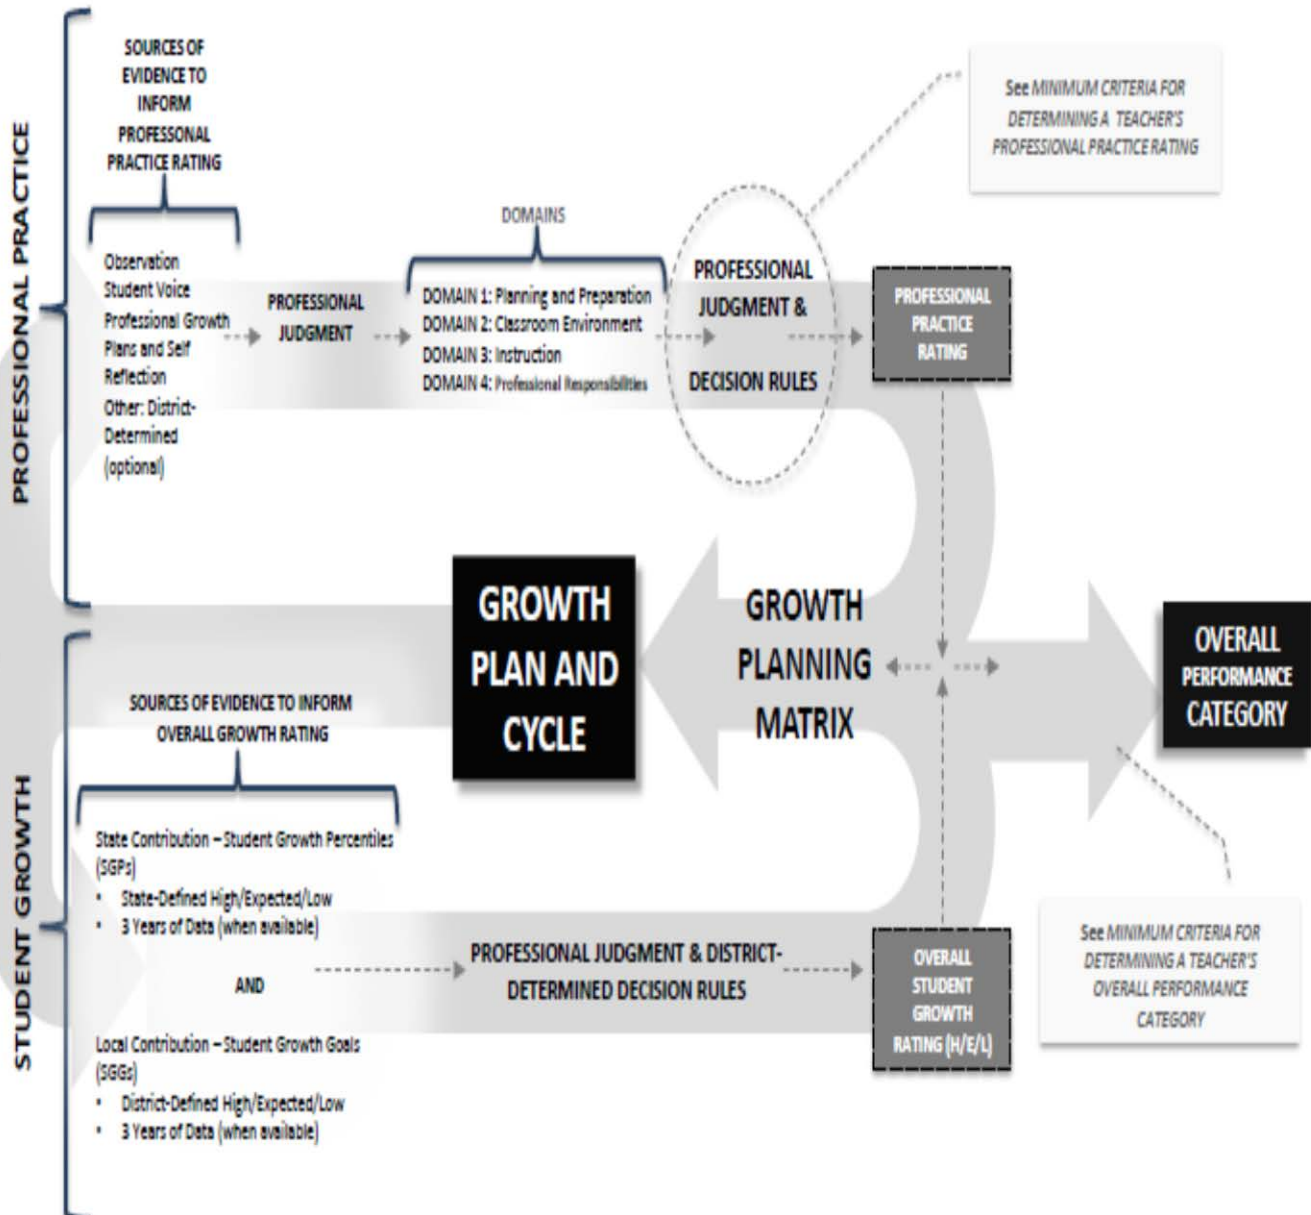 PROFESSIONAL PRACTICE
SOURCES OF
EVIDENCE TO
INFORM
PROFESSONAL
PRACTICE RATING
Observation
Student Voice
Professional Growth
Plans and Self
Reflection
Other: District-
Determined
(optional)
PROFESSIONAL
JUDGMENT
DOMAINS
DOMAIN 1: Planning and Preparation
DOMAIN 2: Classroom Environment
DOMAIN 3: Instruction
DOMAIN 4: Professional Responsibilities
PROFESSIONAL
JUDGMENT &
DECISION RULES
PROFESSIONAL
PRACTICE
RATING
See MINIMUM CRITERIA FOR
DETERMINING A TEACHER'S
PROFESSIONAL PRACTICE RATING
GROWTH
PLAN AND
CYCLE
GROWTH
PLANNING
MATRIX
OVERALL
PERFORMANCE
CATEGORY
STUDENT GROWTH
SOURCES OF EVIDENCE TO INFORM
OVERALL GROWTH RATING
State Contribution – Student Growth Percentiles
(SGPs)
• State-Defined High/Expected/Low
• 3 Years of Data (when available)
AND
Local Contribution – Student Growth Goals
(SGGs)
• District-Defined High/Expected/Low
• 3 Years of Data (when available)
PROFESSIONAL JUDGMENT & DISTRICT-
DETERMINED DECISION RULES
OVERALL
STUDENT
GROWTH
RATING (H/E/L)
See MINIMUM CRITERIA FOR
DETERMINING A TEACHER'S
OVERALL PERFORMANCE
CATEGORY